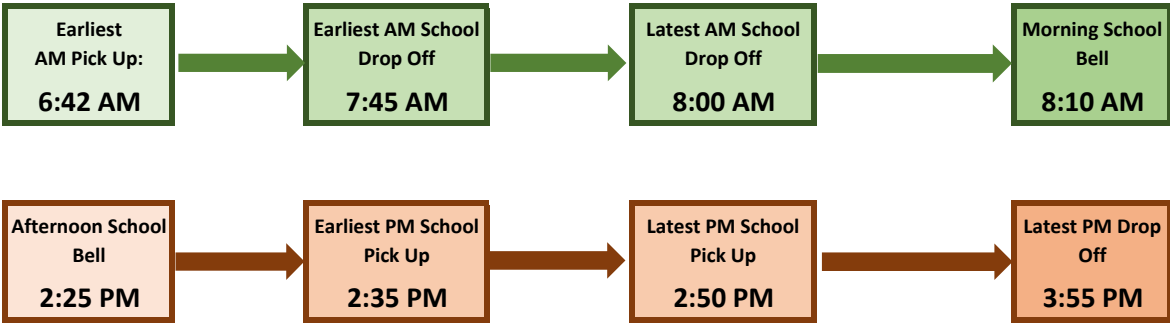 Earliest
AM Pick Up:
6:42 AM
Earliest AM School
Drop Off
7:45 AM
Latest AM School
Drop Off
8:00 AM
Morning School
Bell
8:10 AM
Afternoon School
Bell
2:25 PM
Earliest PM School
Pick Up
2:35 PM
Latest PM School
Pick Up
2:50 PM
Latest PM Drop
Off
3:55 PM